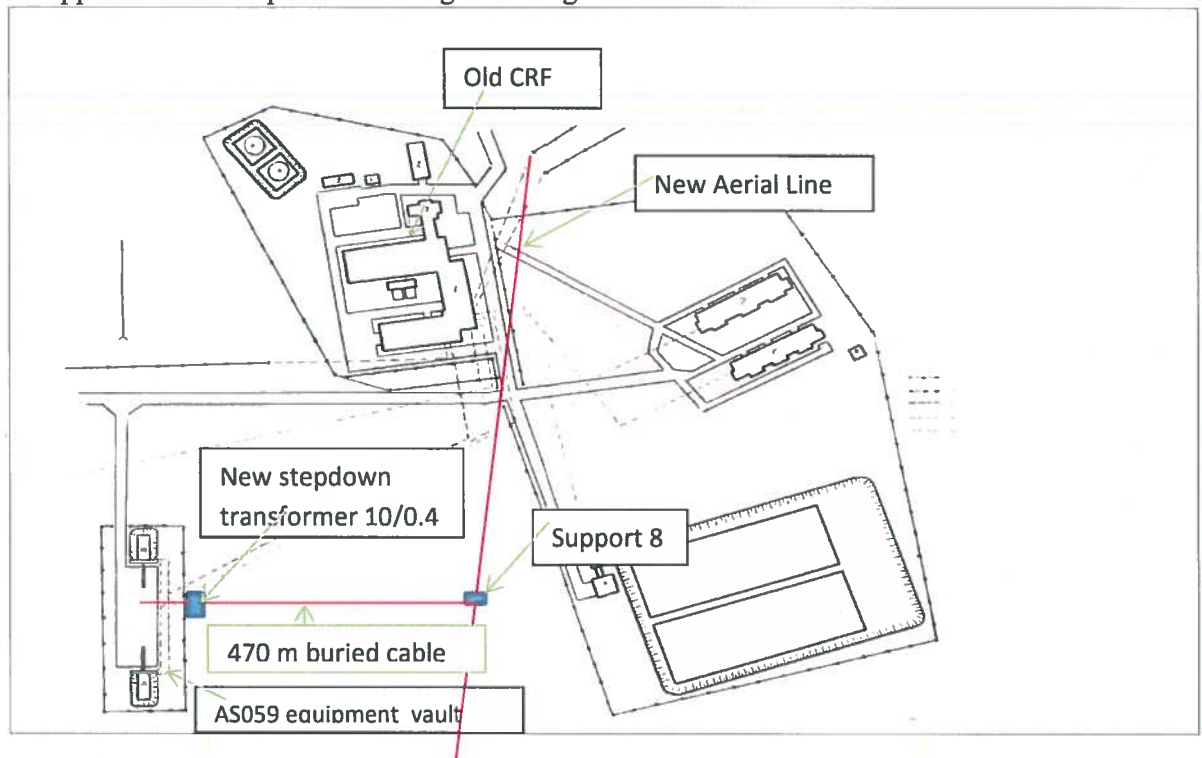 Old CRF
New Aerial Line
New stepdown
transformer 10/0.4
Support 8
470 m buried cable
AS059 equipment vault